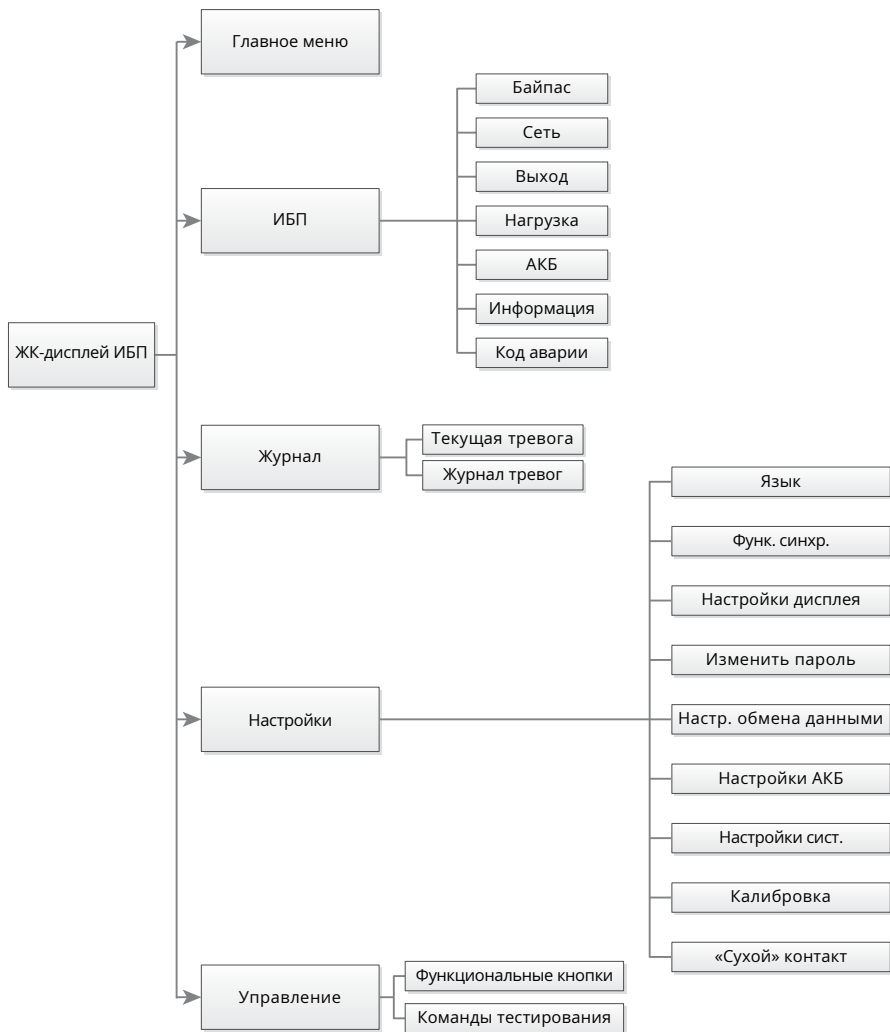 Главное меню
Байпас
Сеть
Выход
ИБП
Нагрузка
АКБ
Информация
Код аварии
ЖК-дисплей ИБП
Текущая тревога
Журнал
Журнал тревог
Язык
Функ. синхр.
Настройки дисплея
Изменить пароль
Настройки
Настр. обмена данными
Настройки АКБ
Настройки сист.
Калибровка
«Сухой» контакт
Функциональные кнопки
Управление
Команды тестирования